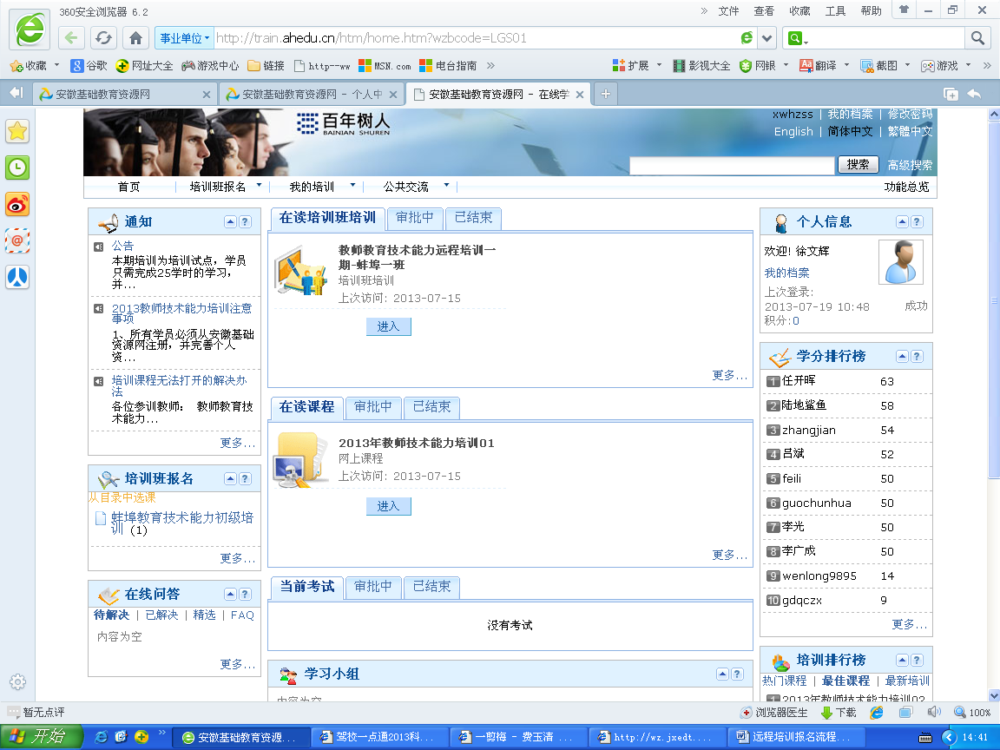 360安全浏览器 6.2
» 文件 查看 收藏 工具 帮助
事业单位 http://train.ahedu.cn/htm/home.htm?wzbcode=LGS01
收藏 谷歌 网址大全 游戏中心 链接 http--ww MSN.com 电台指南 » 扩展 影视大全 网银 翻译 截图 游戏 »
安徽基础教育资源网 安徽基础教育资源网 - 个人中 安徽基础教育资源网 - 在线学
百年树人
BAINIAN SHUREN
xwhzss | 我的档案 | 修改密码
English | 简体中文 | 繁體中文
搜索 高级搜索
首页 培训班报名 我的培训 公共交流 功能总览
通知
公告
本期培训为培训试点，学员
只需完成25学时的学习，
并...
2013教师技术能力培训注意
事项
1、所有学员必须从安徽基础
资源网注册，并完善个人
资...
培训课程无法打开的解决办
法
各位参训教师： 教师教育技
术能力...
更多...
培训班报名
从目录中选课
蚌埠教育技术能力初级培
训 (1)
更多...
在线问答
待解决 | 已解决 | 精选 | FAQ
内容为空
更多...
在读培训班培训 审批中 已结束
教师教育技术能力远程培训一
期-蚌埠一班
培训班培训
上次访问：2013-07-15
进入
更多...
在读课程 审批中 已结束
2013年教师技术能力培训01
网上课程
上次访问：2013-07-15
进入
更多...
当前考试 审批中 已结束
没有考试
学习小组
内容为空
个人信息
欢迎! 徐文辉
我的档案
上次登录:
2013-07-19 10:48 成功
积分:0
学分排行榜
1 任开晖 63
2 陆地鲨鱼 58
3 zhangjian 54
4 吕斌 52
5 feili 50
6 guochunhua 50
7 李光 50
8 李广成 50
9 wenlong9895 14
10 gdqczx 9
更多...
培训排行榜
热门课程 | 最佳课程 | 最新培训
1 2013年教师技术能力培训02
暂无点评 浏览器医生 下载 100%
开始 » 安徽基础教育资源... 驾校一点通2013科... 一剪梅 - 费玉清 ... http://wz.jxedt.... 远程培训报名流程... 14:41